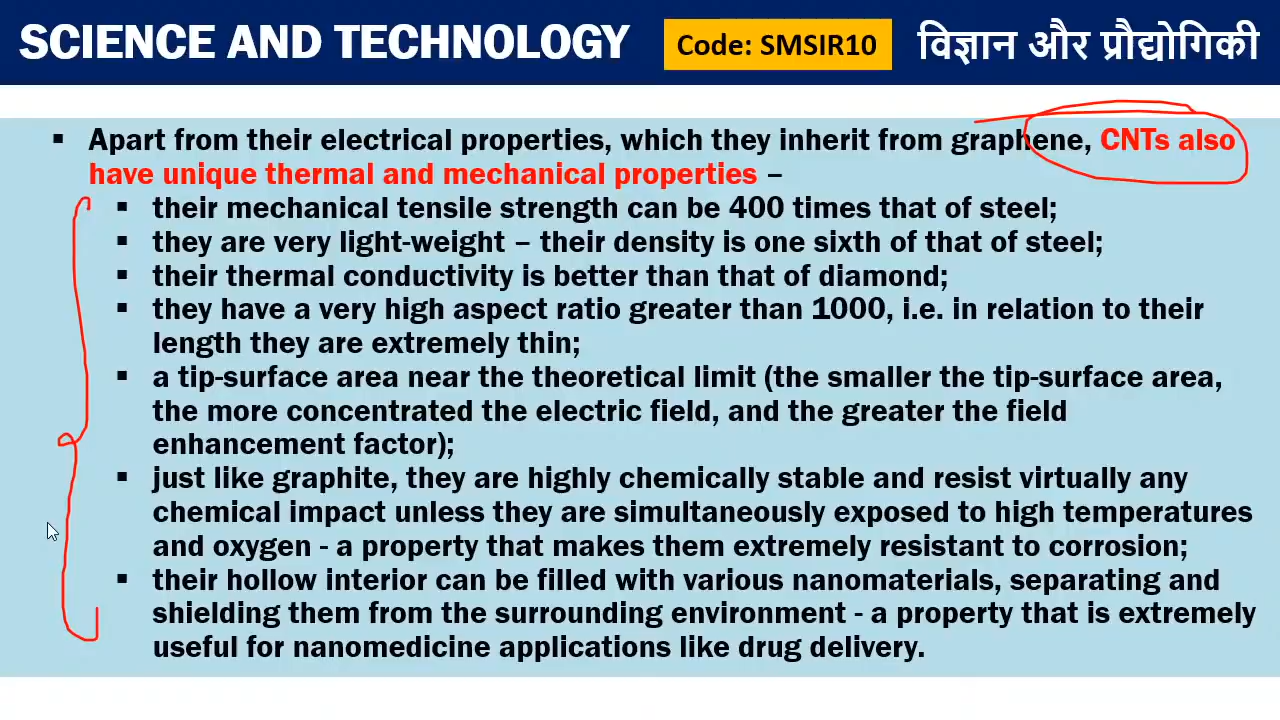 SCIENCE AND TECHNOLOGY
Code: SMSIR10
विज्ञान और प्रौद्योगिकी
▪ Apart from their electrical properties, which they inherit from graphene, CNTs also
have unique thermal and mechanical properties –
▪ their mechanical tensile strength can be 400 times that of steel;
▪ they are very light-weight – their density is one sixth of that of steel;
▪ their thermal conductivity is better than that of diamond;
▪ they have a very high aspect ratio greater than 1000, i.e. in relation to their
length they are extremely thin;
▪ a tip-surface area near the theoretical limit (the smaller the tip-surface area,
the more concentrated the electric field, and the greater the field
enhancement factor);
▪ just like graphite, they are highly chemically stable and resist virtually any
chemical impact unless they are simultaneously exposed to high temperatures
and oxygen - a property that makes them extremely resistant to corrosion;
▪ their hollow interior can be filled with various nanomaterials, separating and
shielding them from the surrounding environment - a property that is extremely
useful for nanomedicine applications like drug delivery.